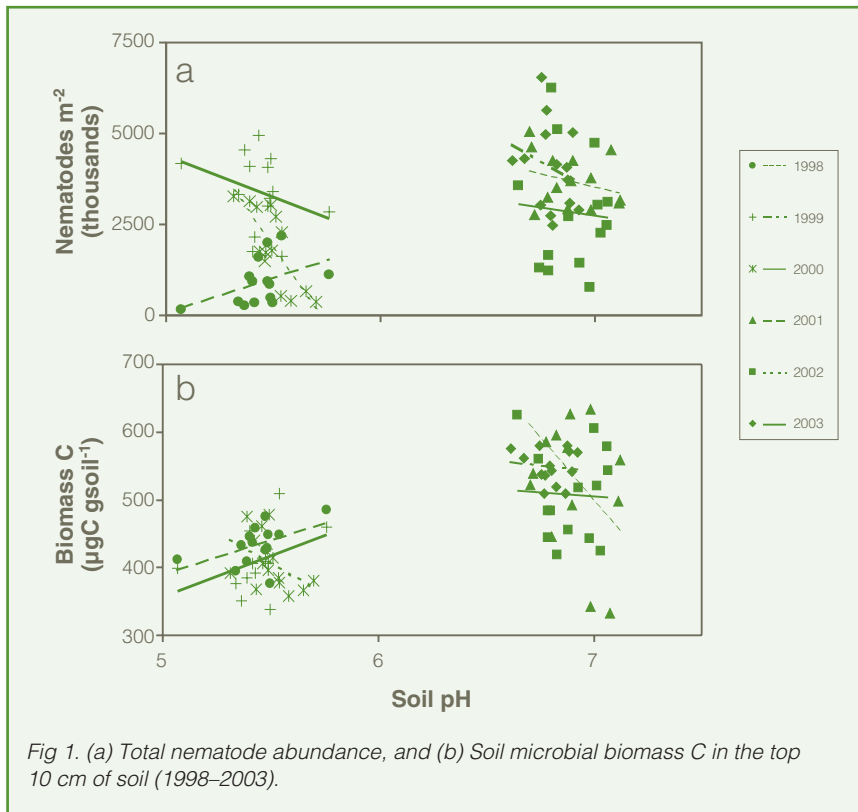 a
Nematodes m⁻²
(thousands)
7500
5000
2500
0
b
Biomass C
(µgC gsoil⁻¹)
700
600
500
400
300
5
6
7
Soil pH
1998
1999
2000
2001
2002
2003
Fig 1. (a) Total nematode abundance, and (b) Soil microbial biomass C in the top
10 cm of soil (1998–2003).